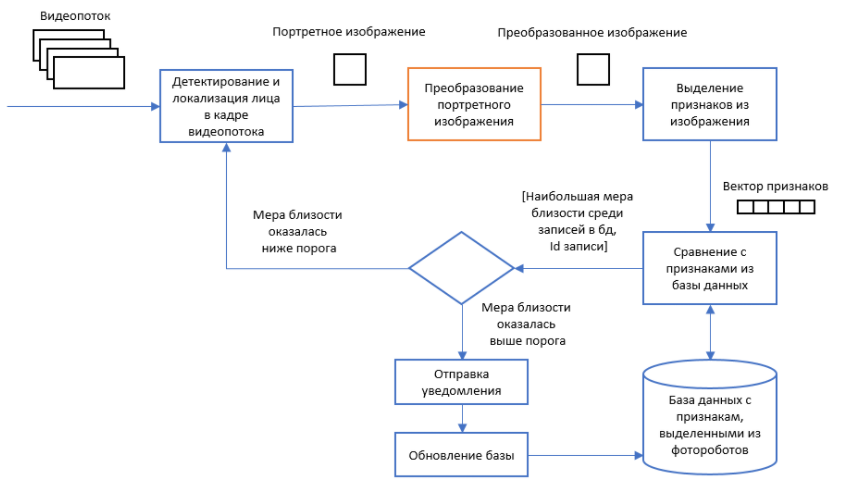 Видеопоток
Портретное изображение
Преобразованное изображение
Детектирование и
локализация лица
в кадре
видеопотока
Преобразование
портретного
изображения
Выделение
признаков из
изображения
Вектор признаков
[Наибольшая мера
близости среди
записей в бд,
Id записи]
Мера близости
оказалась
ниже порога
Сравнение с
признаками из
базы данных
Мера близости
оказалась
выше порога
Отправка
уведомления
База данных с
признакам,
выделенными из
фотороботов
Обновление базы